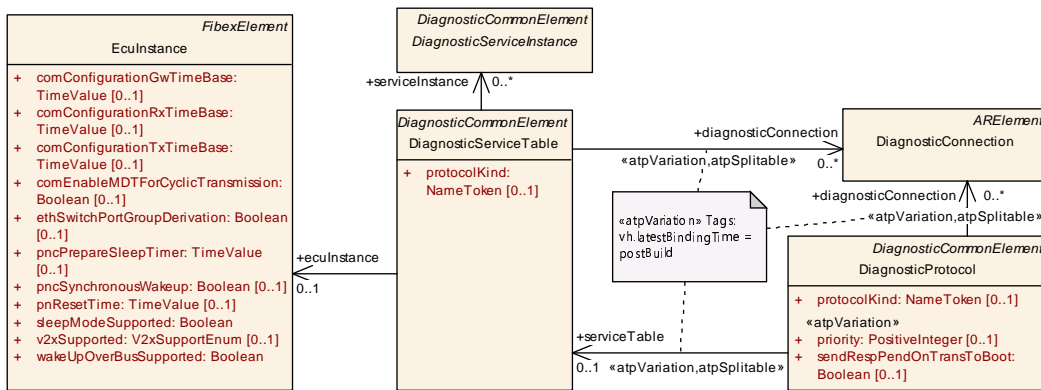 FibexElement
EcuInstance
+ comConfigurationGwTimeBase:
TimeValue [0..1]
+ comConfigurationRxTimeBase:
TimeValue [0..1]
+ comConfigurationTxTimeBase:
TimeValue [0..1]
+ comEnableMDTForCyclicTransmission:
Boolean [0..1]
+ ethSwitchPortGroupDerivation: Boolean
[0..1]
+ pncPrepareSleepTimer: TimeValue
[0..1]
+ pncSynchronousWakeup: Boolean [0..1]
+ pnResetTime: TimeValue [0..1]
+ sleepModeSupported: Boolean
+ v2xSupported: V2xSupportEnum [0..1]
+ wakeUpOverBusSupported: Boolean
DiagnosticCommonElement
DiagnosticServiceInstance
+serviceInstance
0..*
DiagnosticCommonElement
DiagnosticServiceTable
+ protocolKind:
NameToken [0..1]
+ecuInstance
0..1
+diagnosticConnection
«atpVariation,atpSplitable»
0..*
ARElement
DiagnosticConnection
+diagnosticConnection
0..*
«atpVariation,atpSplitable»
«atpVariation» Tags:
vh.latestBindingTime =
postBuild
DiagnosticCommonElement
DiagnosticProtocol
+ protocolKind: NameToken [0..1]
«atpVariation»
+ priority: PositiveInteger [0..1]
+ sendRespPendOnTransToBoot:
Boolean [0..1]
+serviceTable
0..1
«atpVariation,atpSplitable»